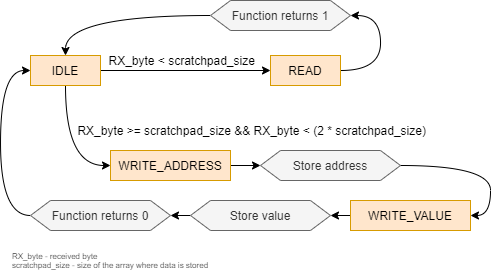 Function returns 1
RX_byte < scratchpad_size
IDLE
READ
RX_byte >= scratchpad_size && RX_byte < (2 * scratchpad_size)
WRITE_ADDRESS
Store address
Function returns 0
Store value
WRITE_VALUE
RX_byte - received byte
scratchpad_size - size of the array where data is stored